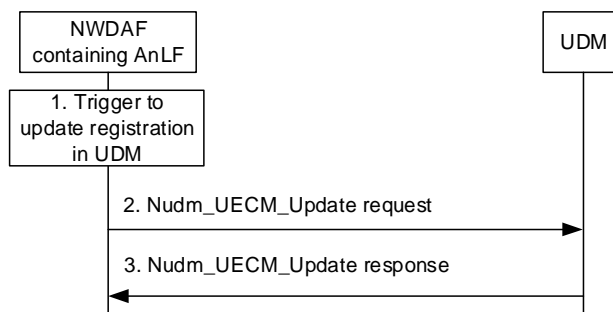 NWDAF
containing AnLF
UDM
1. Trigger to
update registration
in UDM
2. Nudm_UECM_Update request
3. Nudm_UECM_Update response